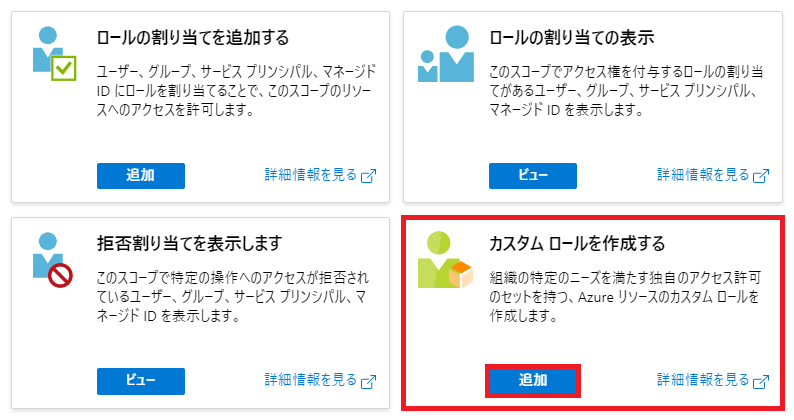 ロールの割り当てを追加する
ユーザー、グループ、サービス プリンシパル、マネージド
ID にロールを割り当てることで、このスコープのリソー
スへのアクセスを許可します。
追加
詳細情報を見る
ロールの割り当ての表示
このスコープでアクセス権を付与するロールの割り当
てがあるユーザー、グループ、サービス プリンシパル、
マネージド ID を表示します。
ビュー
詳細情報を見る
拒否割り当てを表示します
このスコープで特定の操作へのアクセスが拒否され
ているユーザー、グループ、サービス プリンシパル、マ
ネージド ID を表示します。
ビュー
詳細情報を見る
カスタム ロールを作成する
組織の特定のニーズを満たす独自のアクセス許可
のセットを持つ、Azure リソースのカスタム ロールを
作成します。
追加
詳細情報を見る